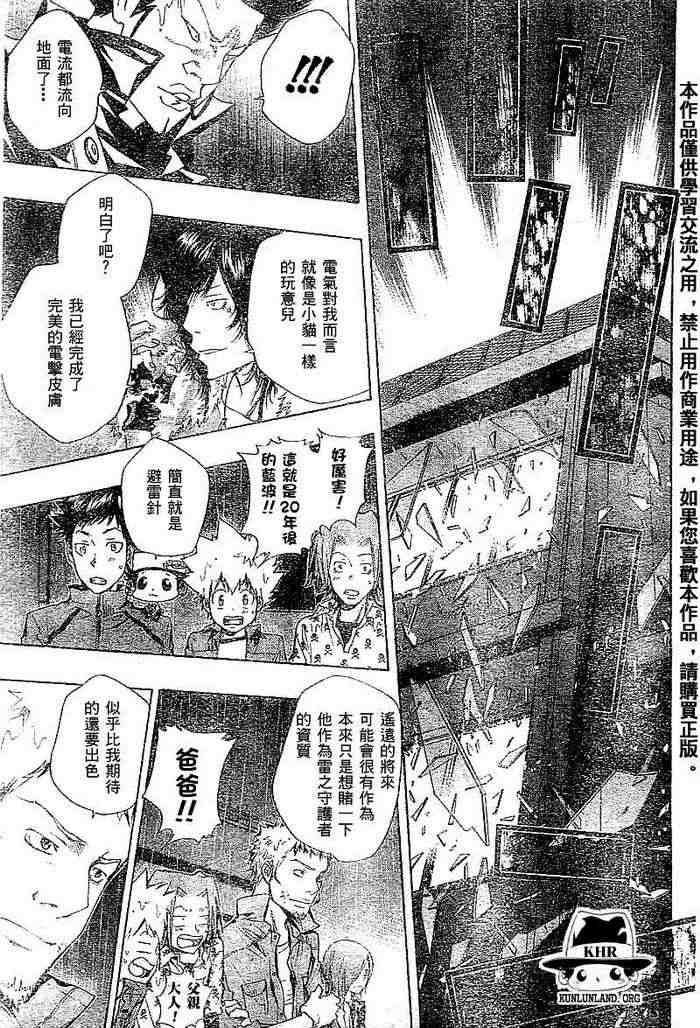 !!!
電流都流向
地面了…
電氣對我而言
就像是小貓一樣
的玩意兒
明白了吧？
我已經完成了
完美的電擊皮膚
好厲害！
這就是20年後
的藍波!!
簡直就是
避雷針
遙遠的將來
可能會很有作為
本來只是想賭一下
他作為雷之守護者
的資質
爸爸!!
父親
大人！
似乎比我期待
的還要出色
本作品僅供學習交流之用，禁止用作商業用途，如果您喜歡本作品，請購買正版。
KHR
KUNLUNLAND.ORG